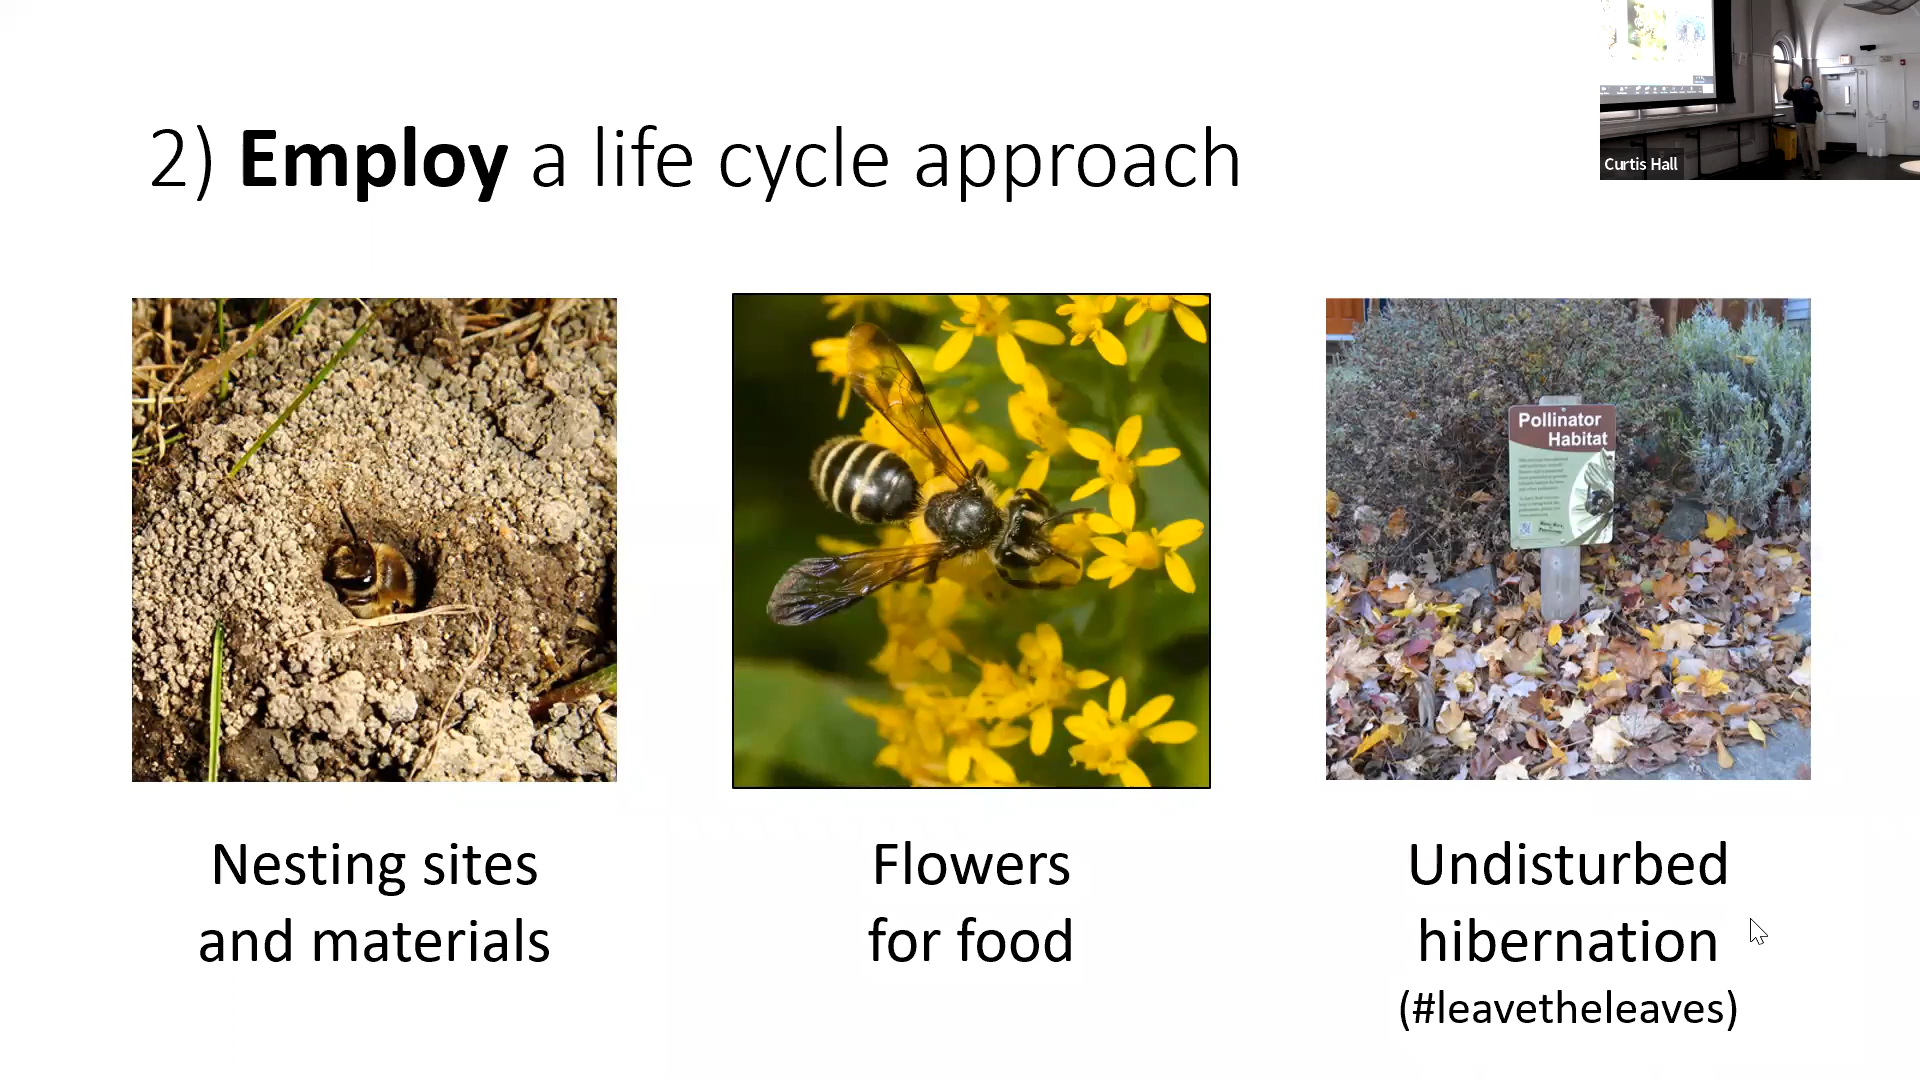 2) Employ a life cycle approach
Curtis Hall
Pollinator
Habitat
Nesting sites
and materials
Flowers
for food
Undisturbed
hibernation
(#leavetheleaves)